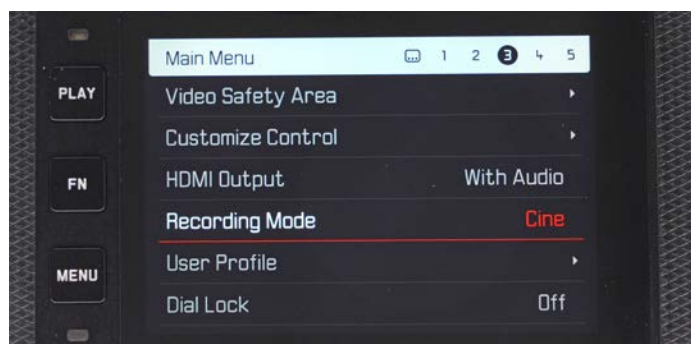 Main Menu 1 2 3 4 5
PLAY
Video Safety Area
Customize Control
FN
HDMI Output With Audio
Recording Mode Cine
MENU
User Profile
Dial Lock Off